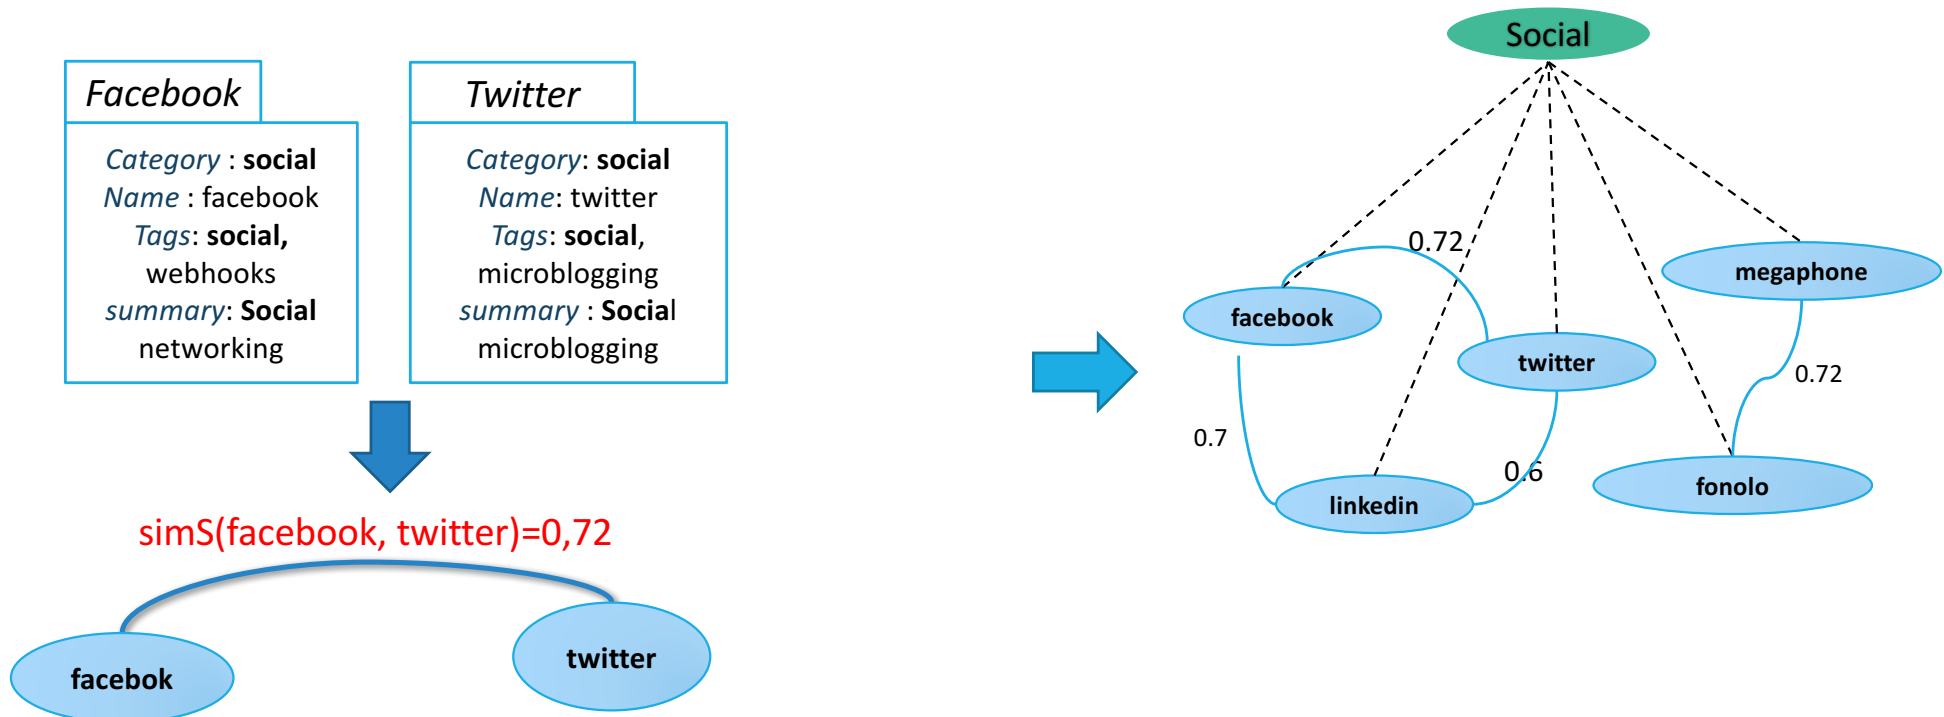 Facebook
Category : social
Name : facebook
Tags: social,
webhooks
summary: Social
networking
Twitter
Category: social
Name: twitter
Tags: social,
microblogging
summary : Social
microblogging
simS(facebook, twitter)=0,72
facebok
twitter
Social
0.72
megaphone
facebook
twitter
0.72
0.7
0.6
linkedin
fonolo